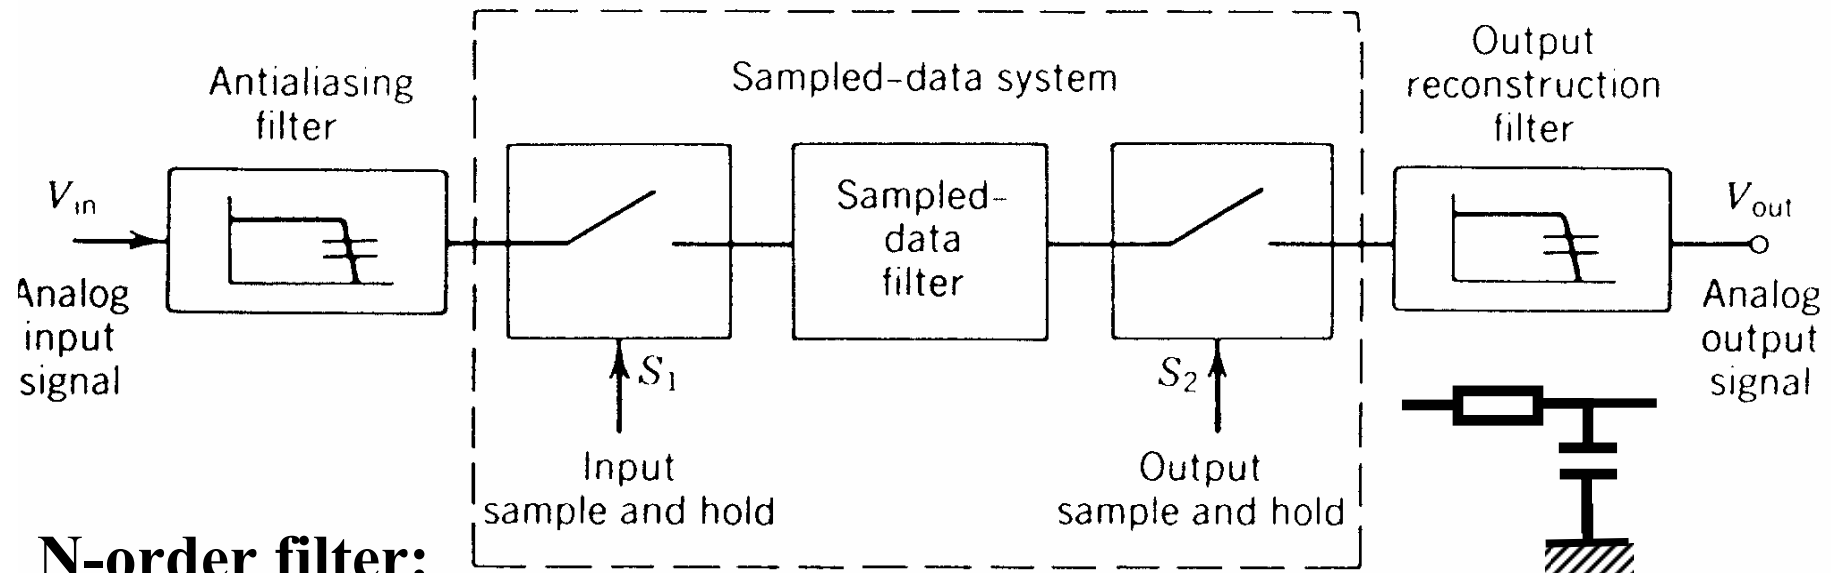 Output
reconstruction
filter
Sampled-data system
Antialiasing
filter
V_in
Analog
input
signal
Sampled-
data
filter
V_out
Analog
output
signal
S_1
S_2
Input
sample and hold
Output
sample and hold
N-order filter: